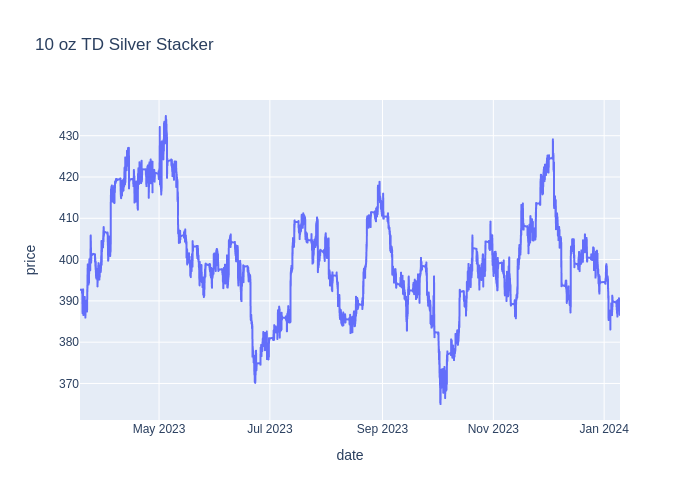 10 oz TD Silver Stacker
430
420
410
400
390
380
370
price
May 2023
Jul 2023
Sep 2023
Nov 2023
Jan 2024
date